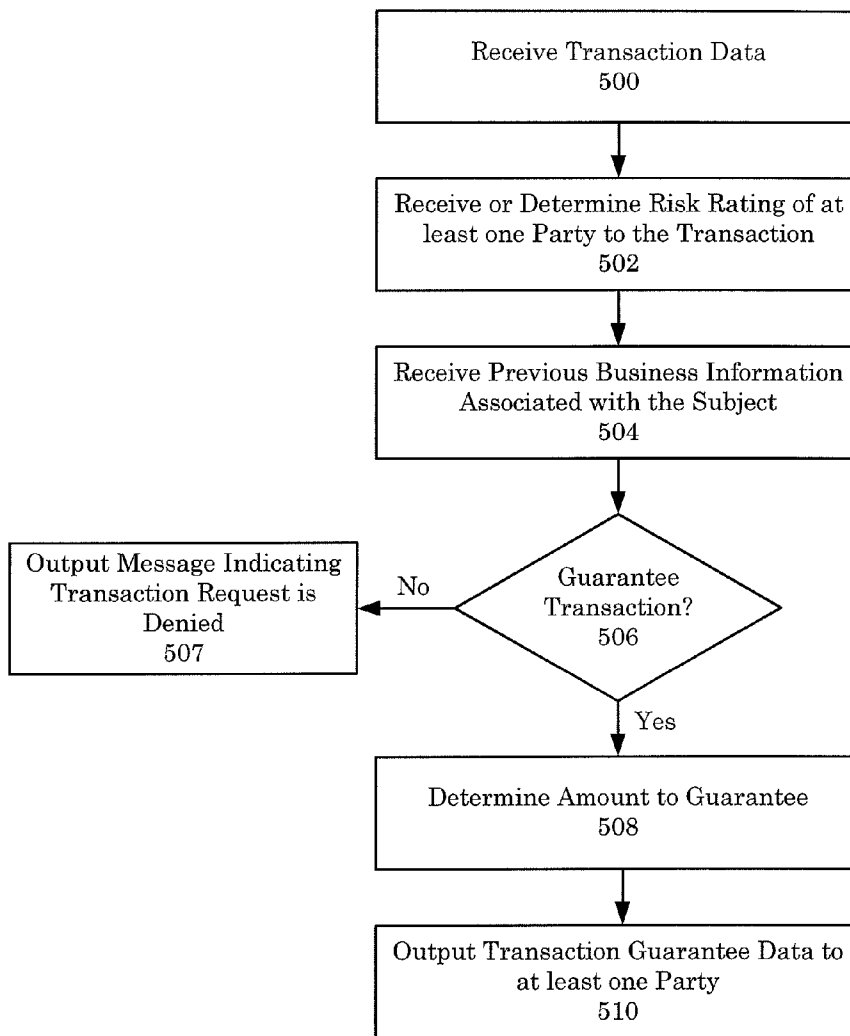 Receive Transaction Data
500
Receive or Determine Risk Rating of at
least one Party to the Transaction
502
Receive Previous Business Information
Associated with the Subject
504
Output Message Indicating
Transaction Request is
Denied
507
No
Guarantee
Transaction?
506
Yes
Determine Amount to Guarantee
508
Output Transaction Guarantee Data to
at least one Party
510